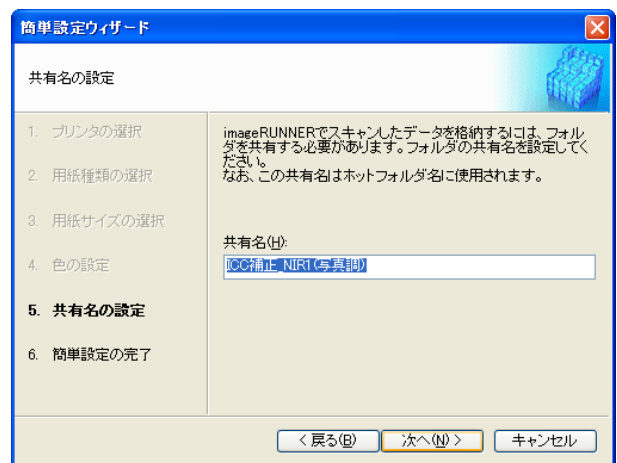 簡単設定ウィザード
共有名の設定
1. プリンタの選択
2. 用紙種類の選択
3. 用紙サイズの選択
4. 色の設定
5. 共有名の設定
6. 簡単設定の完了
imageRUNNERでスキャンしたデータを格納するには、フォル
ダを共有する必要があります。フォルダの共有名を設定してく
ださい。
なお、この共有名はホットフォルダ名に使用されます。
共有名(H):
ICC補正_NIR1(写真調)
< 戻る(B)
次へ(N) >
キャンセル